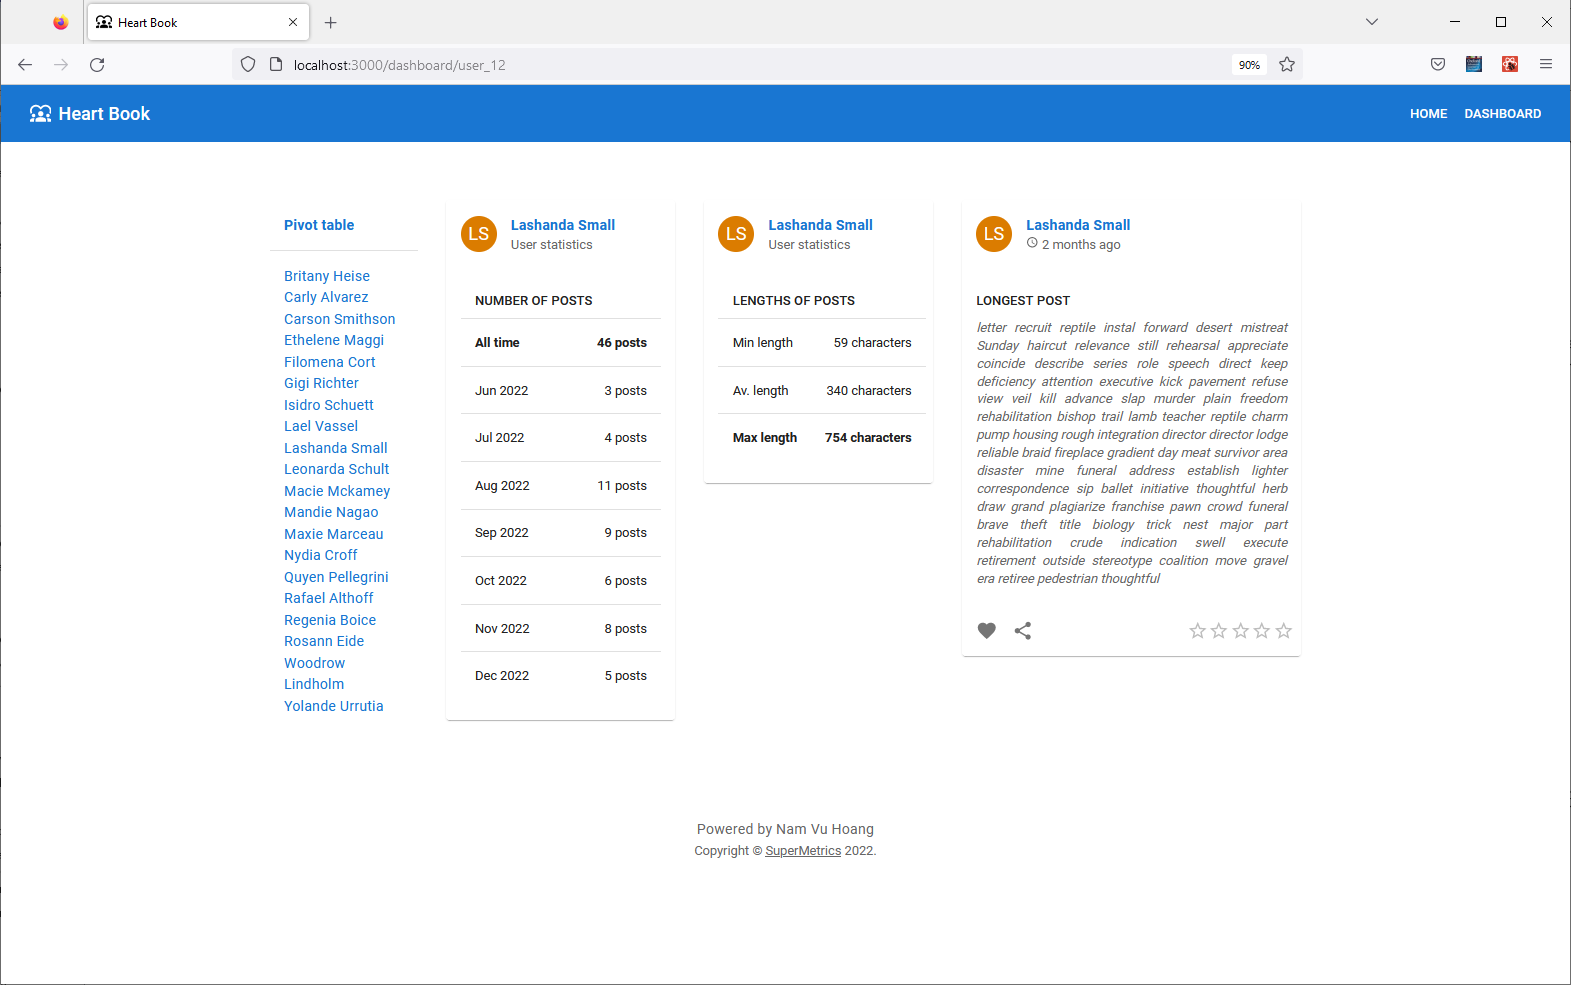 Heart Book
localhost:3000/dashboard/user_12
90%
Heart Book
HOME
DASHBOARD
Pivot table
Britany Heise
Carly Alvarez
Carson Smithson
Ethelene Maggi
Filomena Cort
Gigi Richter
Isidro Schuett
Lael Vassel
Lashanda Small
Leonarda Schult
Macie Mckamey
Mandie Nagao
Maxie Marceau
Nydia Croff
Quyen Pellegrini
Rafael Althoff
Regenia Boice
Rosann Eide
Woodrow
Lindholm
Yolande Urrutia
LS
Lashanda Small
User statistics
NUMBER OF POSTS
All time 46 posts
Jun 2022 3 posts
Jul 2022 4 posts
Aug 2022 11 posts
Sep 2022 9 posts
Oct 2022 6 posts
Nov 2022 8 posts
Dec 2022 5 posts
LS
Lashanda Small
User statistics
LENGTHS OF POSTS
Min length 59 characters
Av. length 340 characters
Max length 754 characters
LS
Lashanda Small
2 months ago
LONGEST POST
letter recruit reptile instal forward desert mistreat
Sunday haircut relevance still rehearsal appreciate
coincide describe series role speech direct keep
deficiency attention executive kick pavement refuse
view veil kill advance slap murder plain freedom
rehabilitation bishop trail lamb teacher reptile charm
pump housing rough integration director director lodge
reliable braid fireplace gradient day meat survivor area
disaster mine funeral address establish lighter
correspondence sip ballet initiative thoughtful herb
draw grand plagiarize franchise pawn crowd funeral
brave theft title biology trick nest major part
rehabilitation crude indication swell execute
retirement outside stereotype coalition move gravel
era retiree pedestrian thoughtful
Powered by Nam Vu Hoang
Copyright © SuperMetrics 2022.